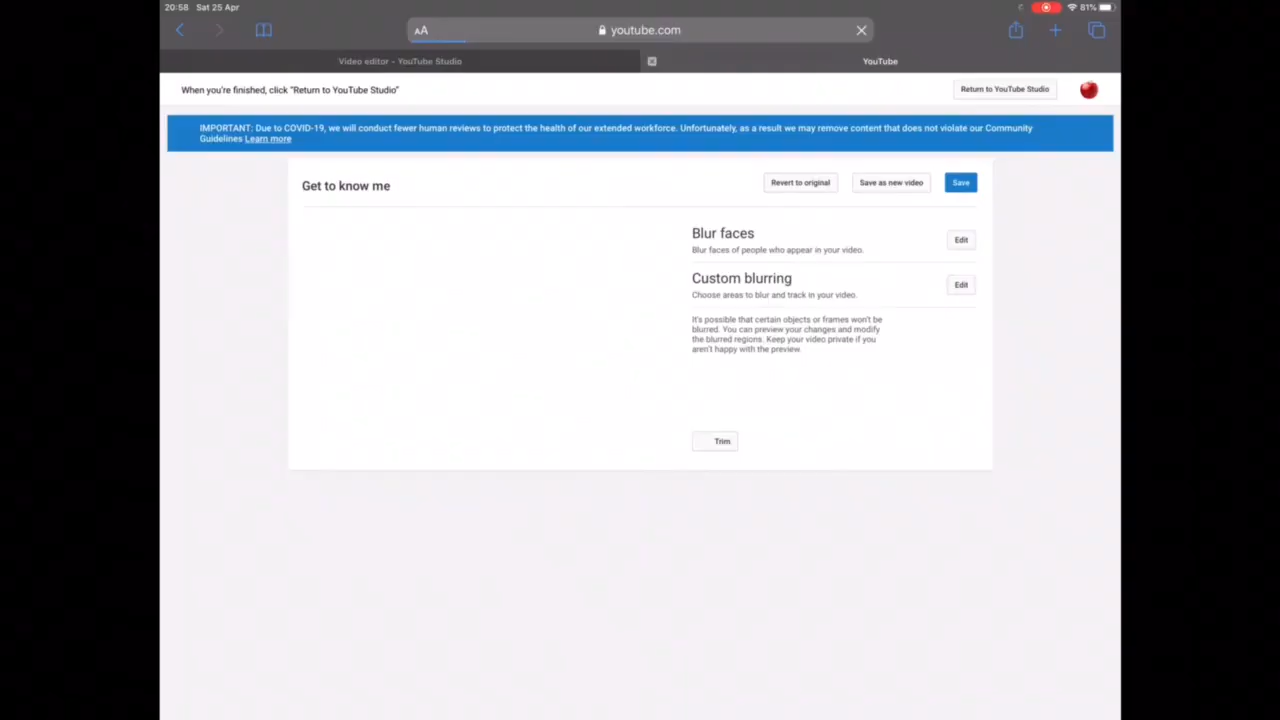 20:58 Sat 25 Apr
81%
AA
youtube.com
Video editor - YouTube Studio
YouTube
When you're finished, click "Return to YouTube Studio"
Return to YouTube Studio
IMPORTANT: Due to COVID-19, we will conduct fewer human reviews to protect the health of our extended workforce. Unfortunately, as a result we may remove content that does not violate our Community
Guidelines Learn more
Get to know me
Revert to original
Save as new video
Save
Blur faces
Blur faces of people who appear in your video.
Edit
Custom blurring
Choose areas to blur and track in your video.
Edit
It's possible that certain objects or frames won't be
blurred. You can preview your changes and modify
the blurred regions. Keep your video private if you
aren't happy with the preview.
Trim